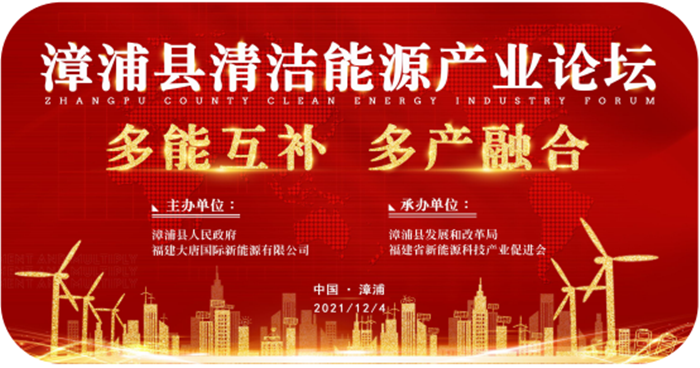 漳浦县清洁能源产业论坛
ZHANGPU COUNTY CLEAN ENERGY INDUSTRY FORUM
多能互补 多产融合
主办单位：
漳浦县人民政府
福建大唐国际新能源有限公司
承办单位：
漳浦县发展和改革局
福建省新能源科技产业促进会
中国·漳浦
2021/12/4